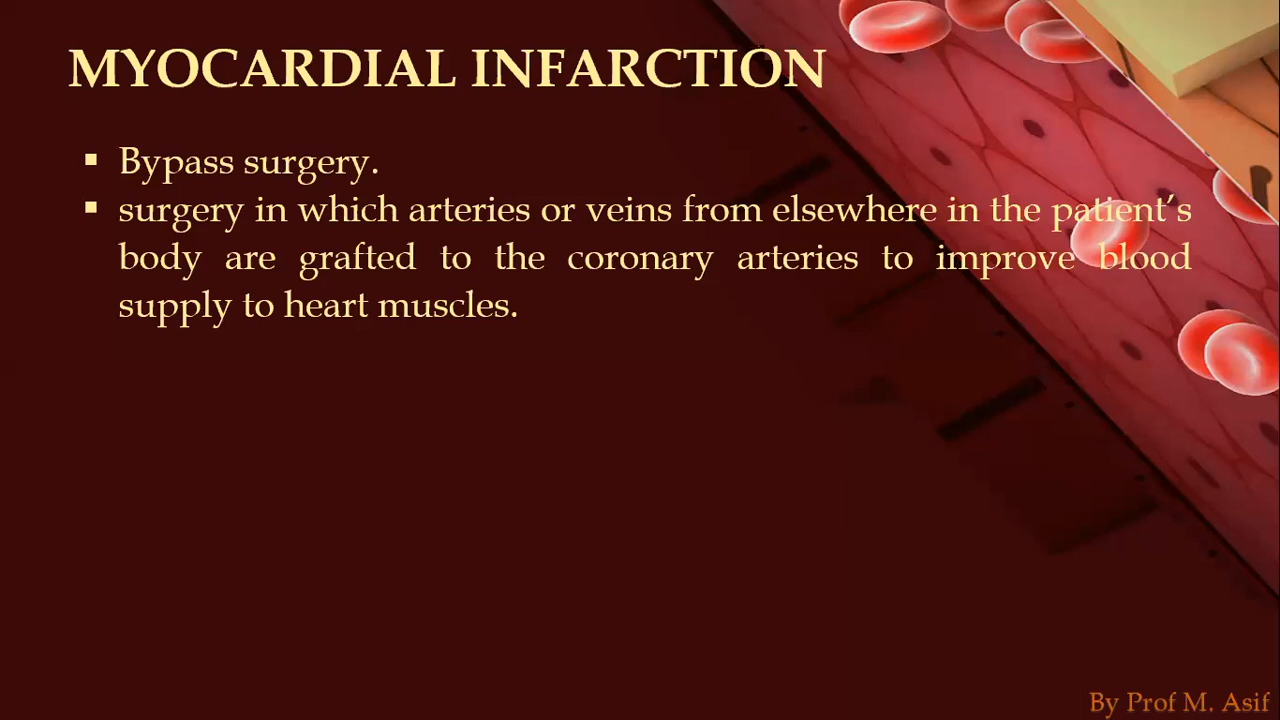 MYOCARDIAL INFARCTION
▪ Bypass surgery.
▪ surgery in which arteries or veins from elsewhere in the patient’s
body are grafted to the coronary arteries to improve blood
supply to heart muscles.
By Prof M. Asif